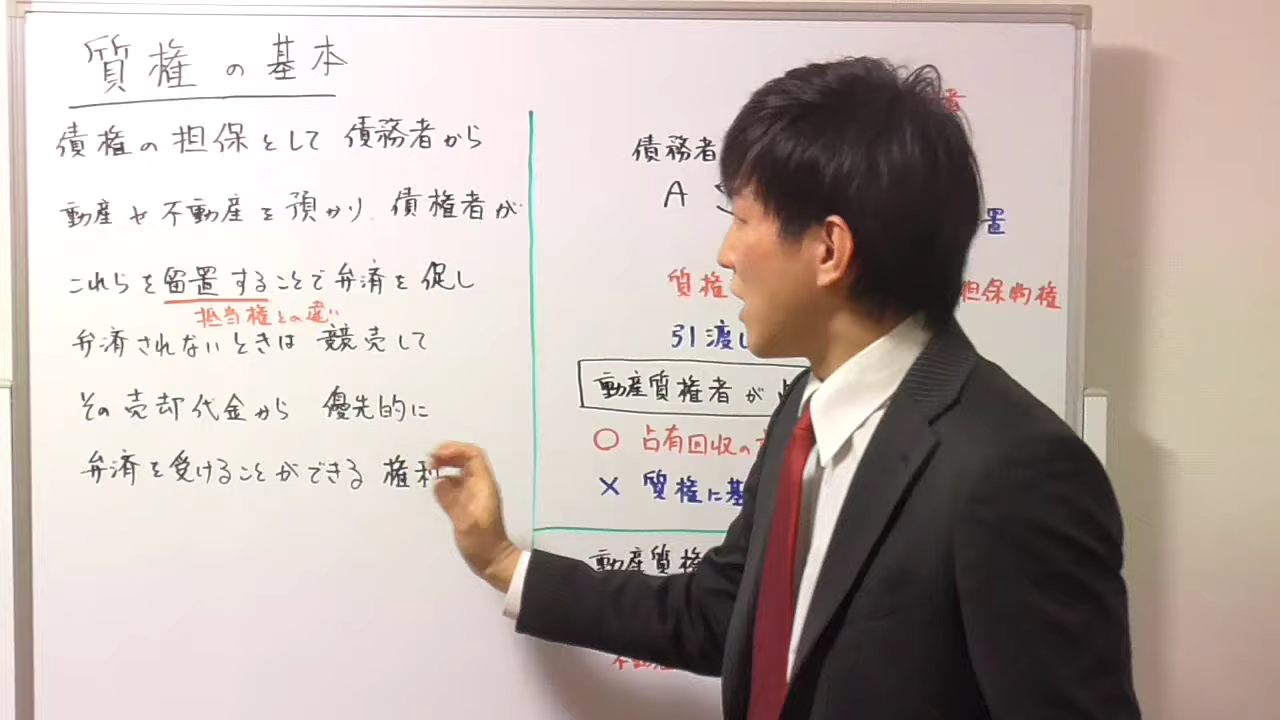 質権の基本
債権の担保として 債務者から
動産や不動産を預かり、債権者が
これらを留置することで弁済を促し
抵当権との違い
弁済されないときは 競売して
その売却代金から 優先的に
弁済を受けることができる 権利
債務者
A
置
質権
担保物権
引渡し
動産質権者が 占
○ 占有回収の
× 質権に基
動産質権
不動産